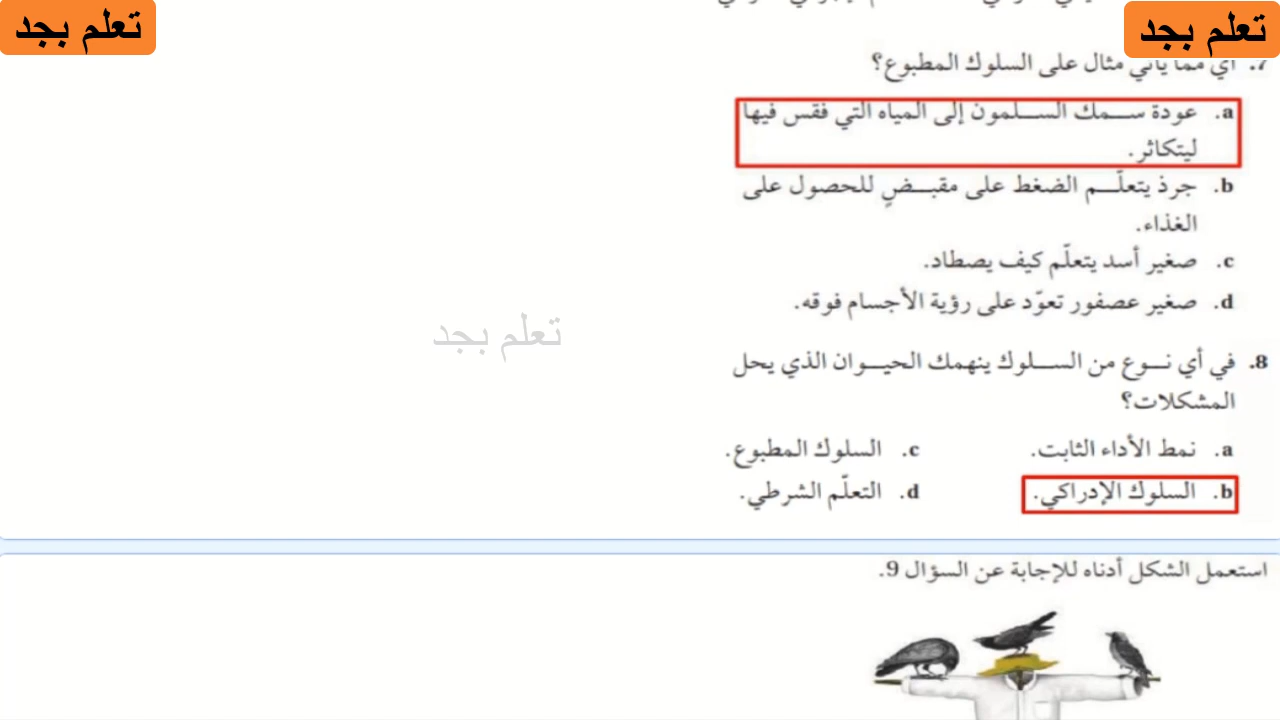 تعلم بجد
تعلم بجد
7. أي مما يأتي مثال على السلوك المطبوع؟
a. عودة سمك السلمون إلى المياه التي فقس فيها
ليتكاثر.
b. جرذ يتعلّم الضغط على مقبضٍ للحصول على
الغذاء.
c. صغير أسد يتعلّم كيف يصطاد.
d. صغير عصفور تعوّد على رؤية الأجسام فوقه.
تعلم بجد
8. في أي نوع من السلوك ينهمك الحيوان الذي يحل
المشكلات؟
a. نمط الأداء الثابت. c. السلوك المطبوع.
b. السلوك الإدراكي. d. التعلّم الشرطي.
استعمل الشكل أدناه للإجابة عن السؤال 9.